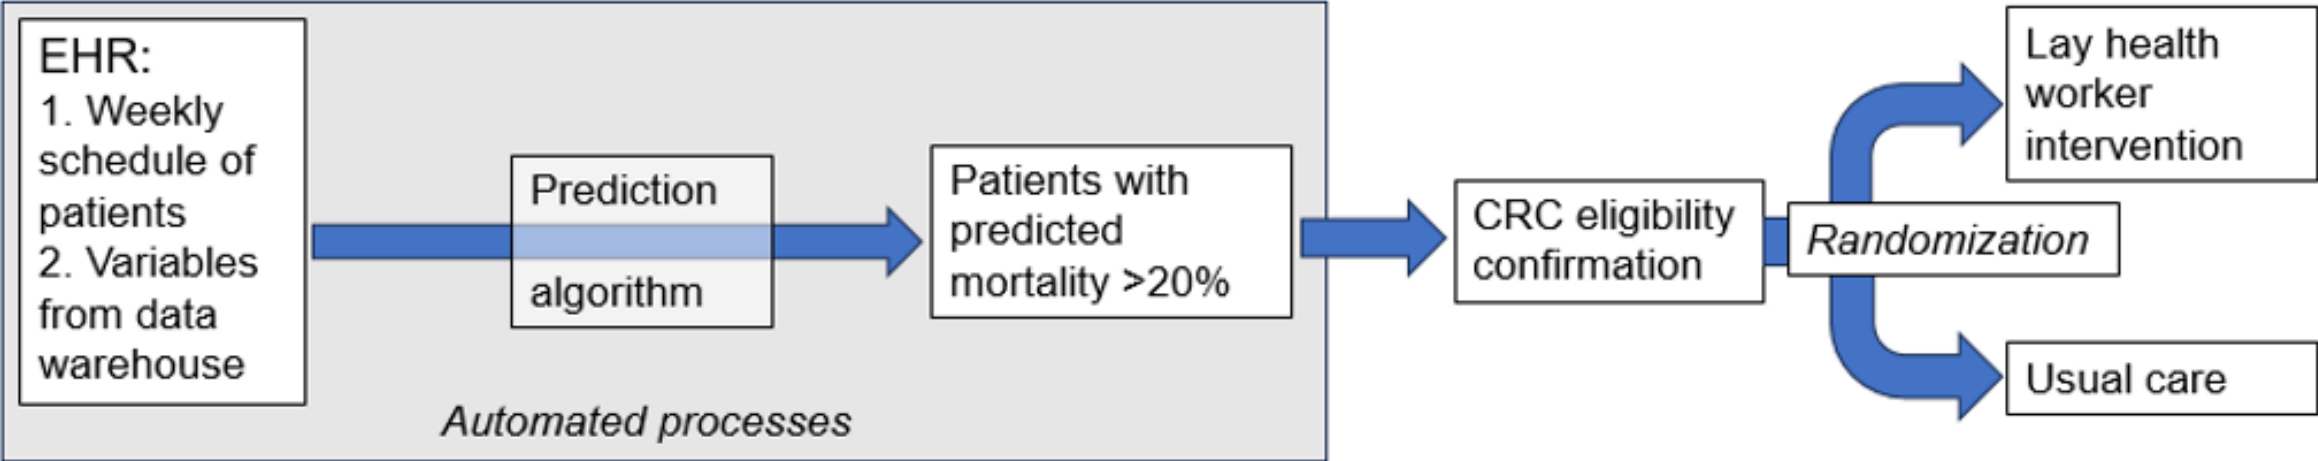 EHR:
1. Weekly
schedule of
patients
2. Variables
from data
warehouse
Prediction
algorithm
Patients with
predicted
mortality >20%
Automated processes
CRC eligibility
confirmation
Randomization
Lay health
worker
intervention
Usual care